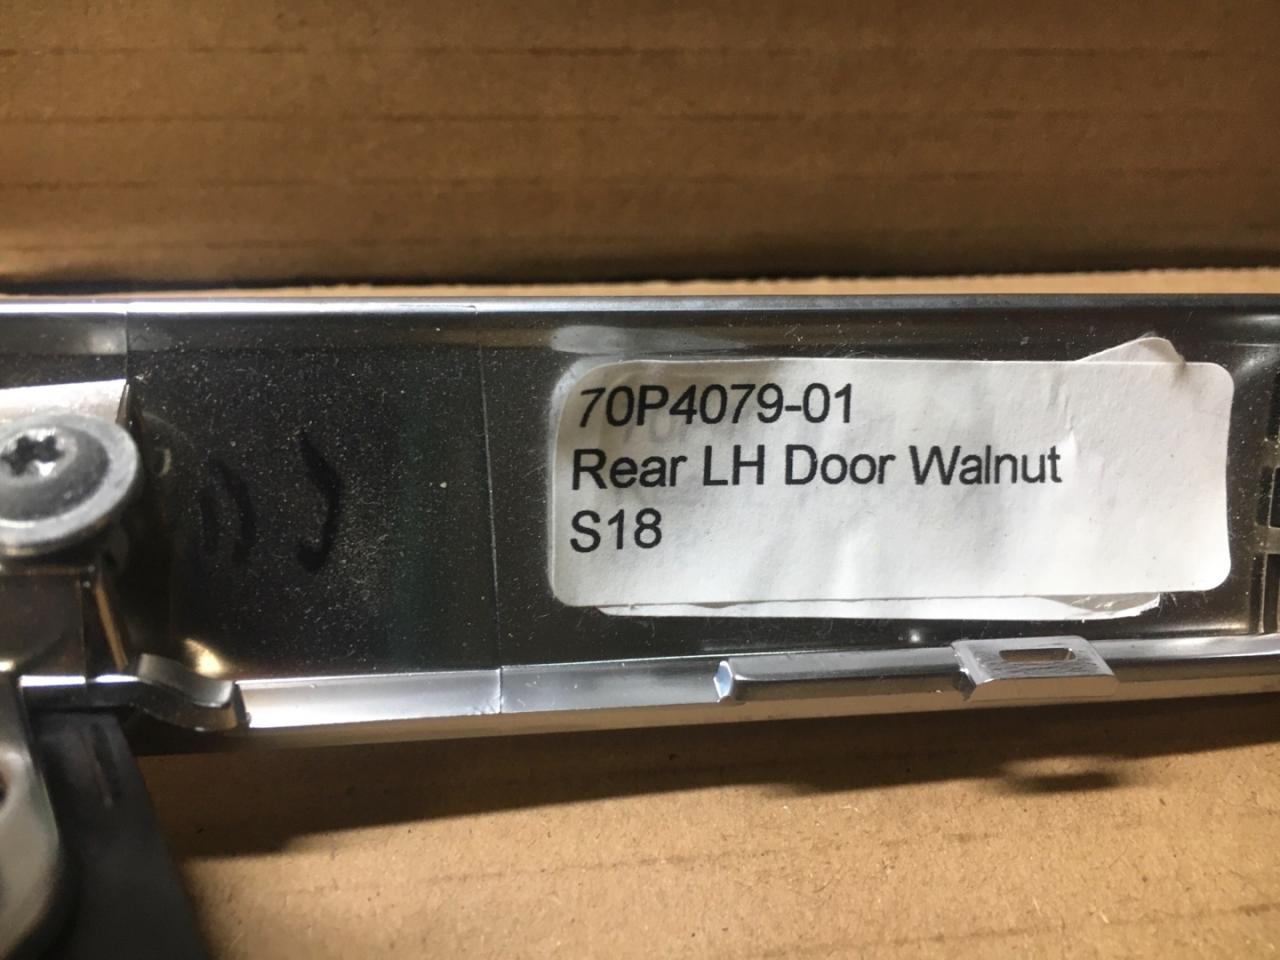 70P4079-01
Rear LH Door Walnut
S18